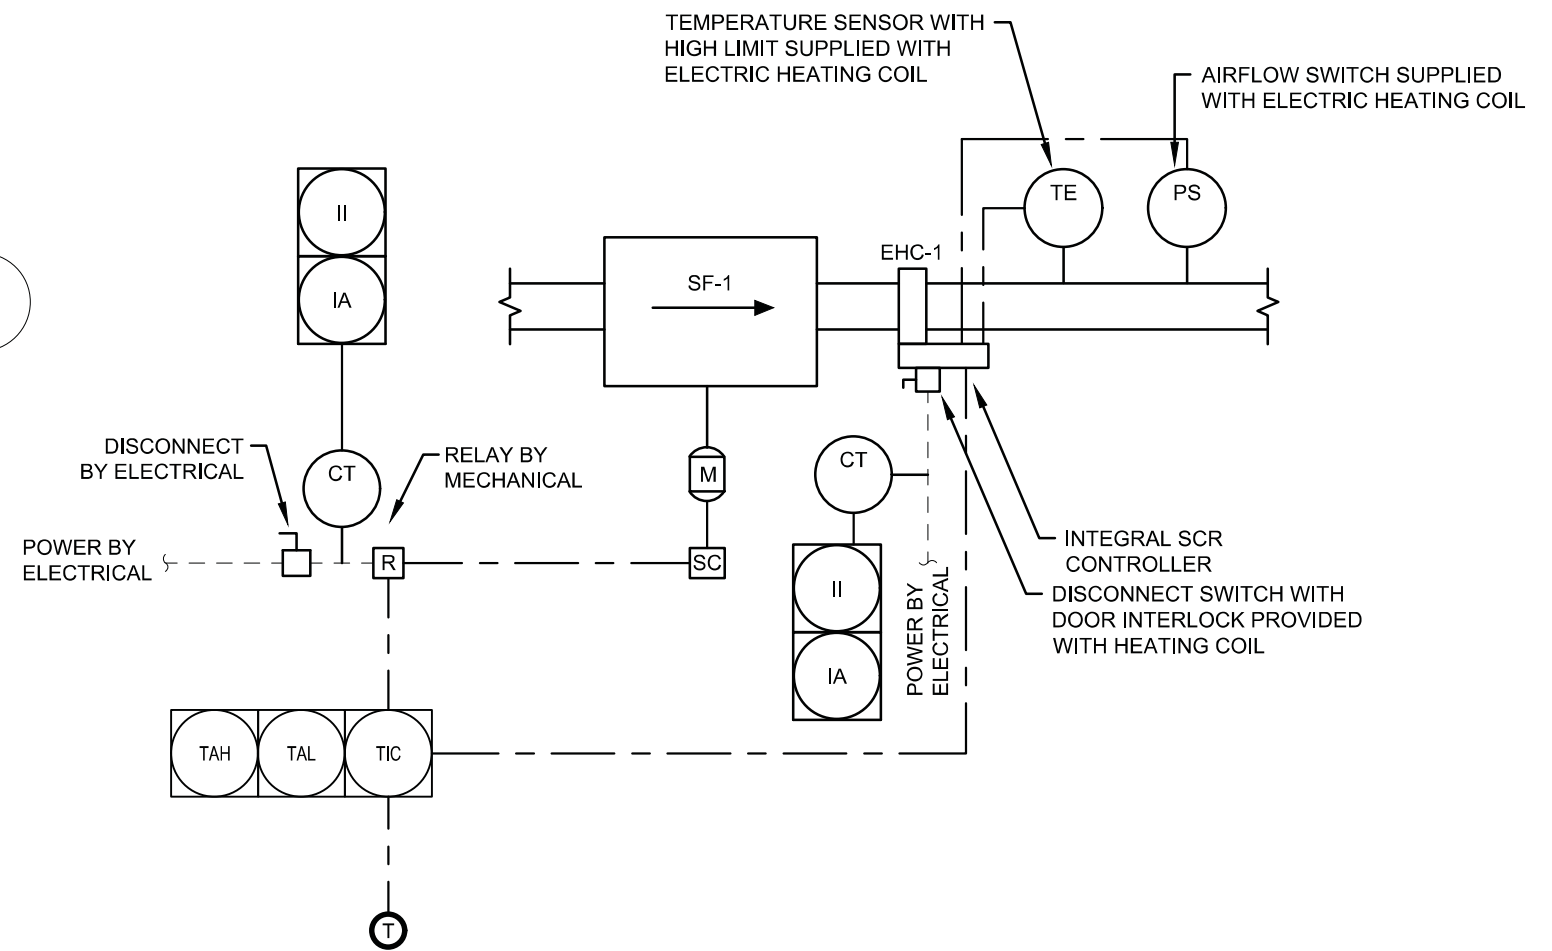 TEMPERATURE SENSOR WITH
HIGH LIMIT SUPPLIED WITH
ELECTRIC HEATING COIL
AIRFLOW SWITCH SUPPLIED
WITH ELECTRIC HEATING COIL
TE
PS
II
IA
SF-1
EHC-1
DISCONNECT
BY ELECTRICAL
CT
RELAY BY
MECHANICAL
M
CT
POWER BY
ELECTRICAL
R
SC
INTEGRAL SCR
CONTROLLER
II
IA
POWER BY
ELECTRICAL
DISCONNECT SWITCH WITH
DOOR INTERLOCK PROVIDED
WITH HEATING COIL
TAH
TAL
TIC
T